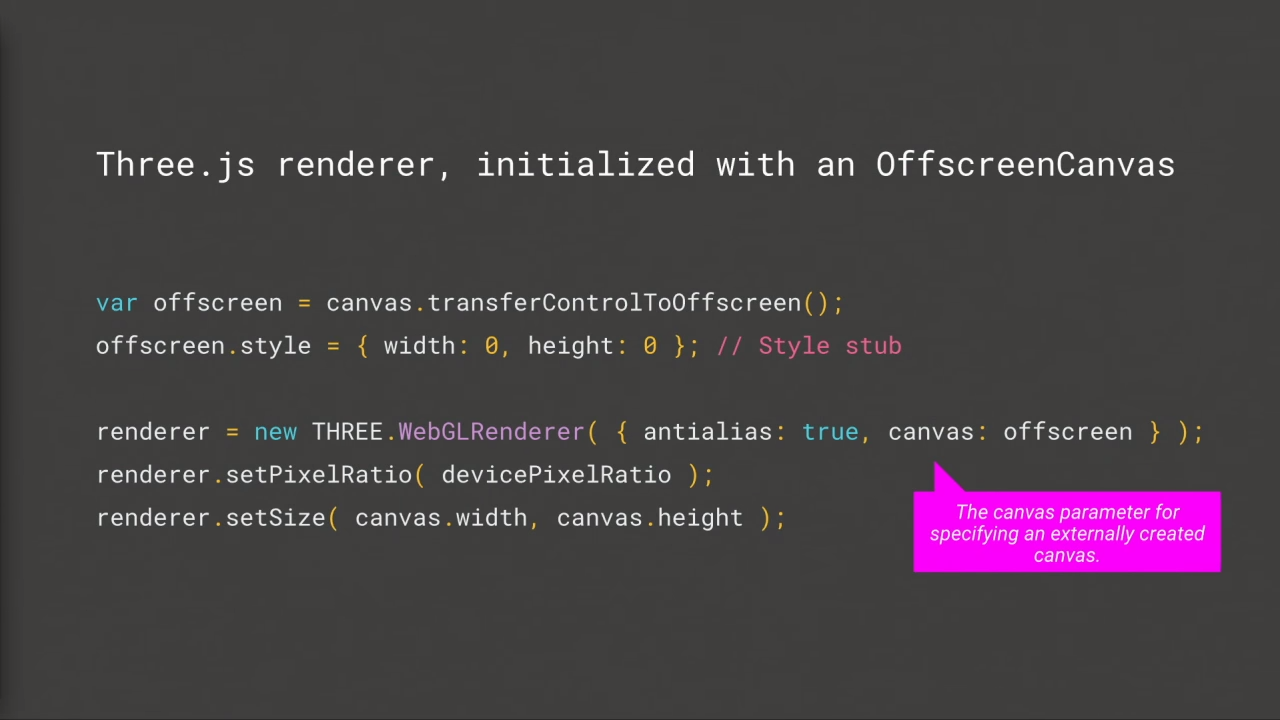 Three.js renderer, initialized with an OffscreenCanvas
var offscreen = canvas.transferControlToOffscreen();
offscreen.style = { width: 0, height: 0 }; // Style stub
renderer = new THREE.WebGLRenderer( { antialias: true, canvas: offscreen } );
renderer.setPixelRatio( devicePixelRatio );
renderer.setSize( canvas.width, canvas.height );
The canvas parameter for
specifying an externally created
canvas.